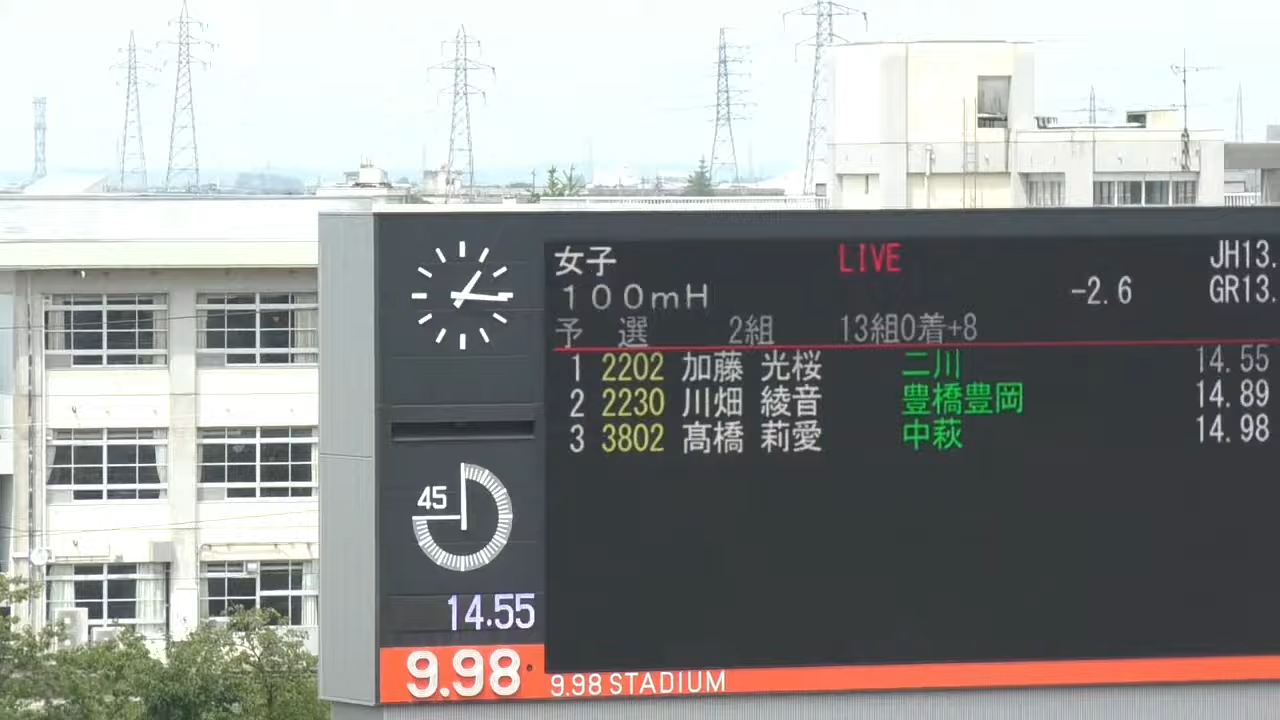 女子 LIVE JH13.
100mH -2.6 GR13.
予 選 2組 13組0着+8
1 2202 加藤 光桜 二川 14.55
2 2230 川畑 綾音 豊橋豊岡 14.89
3 3802 髙橋 莉愛 中萩 14.98
45
14.55
9.98
9.98 STADIUM